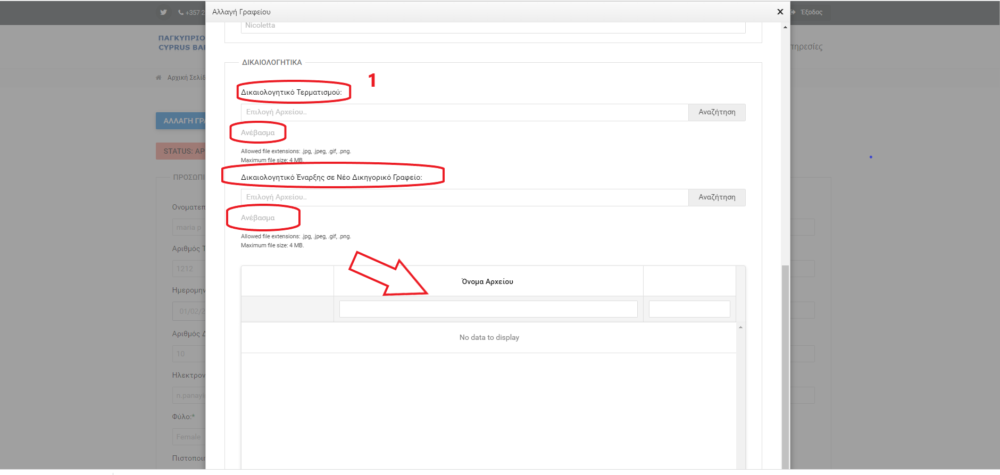 +357 2
Αλλαγή Γραφείου
X
Έξοδος
Nicoletta
ΠΑΓΚΥΠΡΙΟ
CYPRUS BAR
πηρεσίες
ΔΙΚΑΙΟΛΟΓΗΤΙΚΑ
Αρχική Σελίδ
1
Δικαιολογητικό Τερματισμού:
Επιλογή Αρχείου..
Αναζήτηση
ΑΛΛΑΓΗ ΓΡΑ
Ανέβασμα
STATUS: AP
Allowed file extensions: .jpg, .jpeg, .gif, .png.
Maximum file size: 4 MB.
ΠΡΟΣΩΠΙ
Δικαιολογητικό Έναρξης σε Νέο Δικηγορικό Γραφείο:
Επιλογή Αρχείου..
Αναζήτηση
Ονοματεπ
Ανέβασμα
maria p
Allowed file extensions: .jpg, .jpeg, .gif, .png.
Maximum file size: 4 MB.
Αριθμός Τ
1212
Όνομα Αρχείου
Ημερομην
01/02/2
Αριθμός Δ
No data to display
10
Ηλεκτρον
n.panayi
Φύλο:*
Female
Πιστοποιη